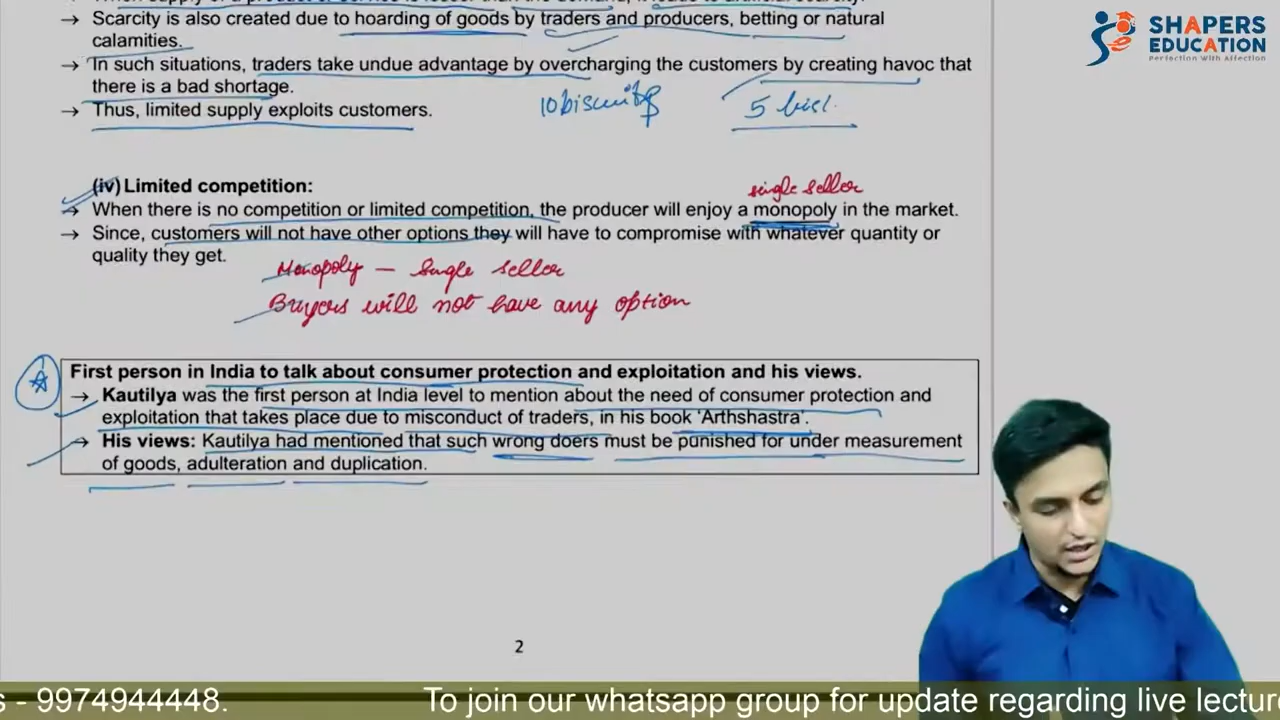 SHAPERS
EDUCATION
Perfection With Affection
→ Scarcity is also created due to hoarding of goods by traders and producers, betting or natural
calamities.
→ In such situations, traders take undue advantage by overcharging the customers by creating havoc that
there is a bad shortage.
10 biscuits
5 bisc.
→ Thus, limited supply exploits customers.
(iv) Limited competition:
single seller
→ When there is no competition or limited competition, the producer will enjoy a monopoly in the market.
→ Since, customers will not have other options they will have to compromise with whatever quantity or
quality they get.
Monopoly – Single seller
Buyers will not have any option
First person in India to talk about consumer protection and exploitation and his views.
→ Kautilya was the first person at India level to mention about the need of consumer protection and
exploitation that takes place due to misconduct of traders, in his book 'Arthshastra'.
→ His views: Kautilya had mentioned that such wrong doers must be punished for under measurement
of goods, adulteration and duplication.
2
s - 9974944448. To join our whatsapp group for update regarding live lecture